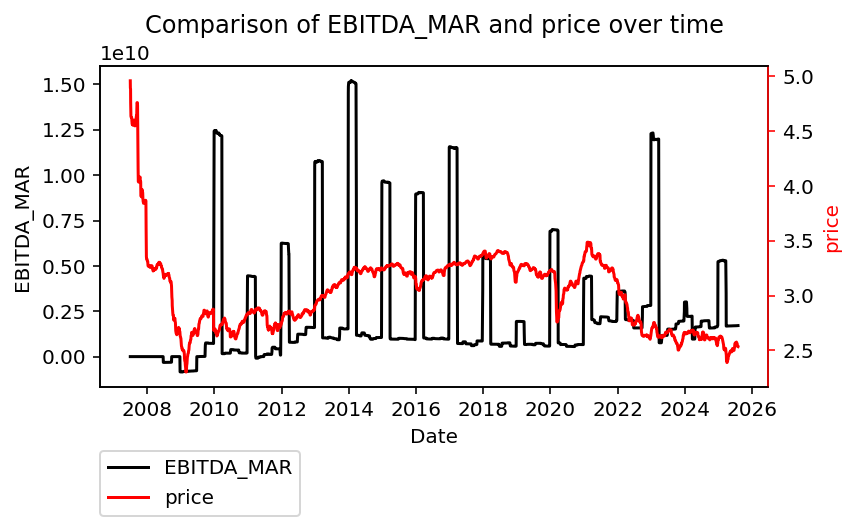 Comparison of EBITDA_MAR and price over time
1e10
1.50
1.25
1.00
0.75
0.50
0.25
0.00
EBITDA_MAR
5.0
4.5
4.0
3.5
3.0
2.5
price
2008 2010 2012 2014 2016 2018 2020 2022 2024 2026
Date
EBITDA_MAR
price